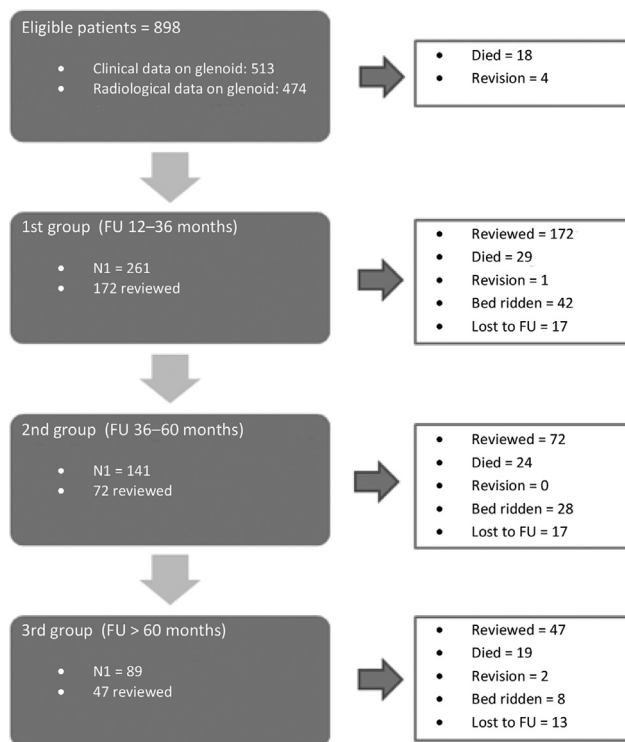 Eligible patients = 898
• Clinical data on glenoid: 513
• Radiological data on glenoid: 474
• Died = 18
• Revision = 4
1st group (FU 12–36 months)
• N1 = 261
• 172 reviewed
• Reviewed = 172
• Died = 29
• Revision = 1
• Bed ridden = 42
• Lost to FU = 17
2nd group (FU 36–60 months)
• N1 = 141
• 72 reviewed
• Reviewed = 72
• Died = 24
• Revision = 0
• Bed ridden = 28
• Lost to FU = 17
3rd group (FU > 60 months)
• N1 = 89
• 47 reviewed
• Reviewed = 47
• Died = 19
• Revision = 2
• Bed ridden = 8
• Lost to FU = 13